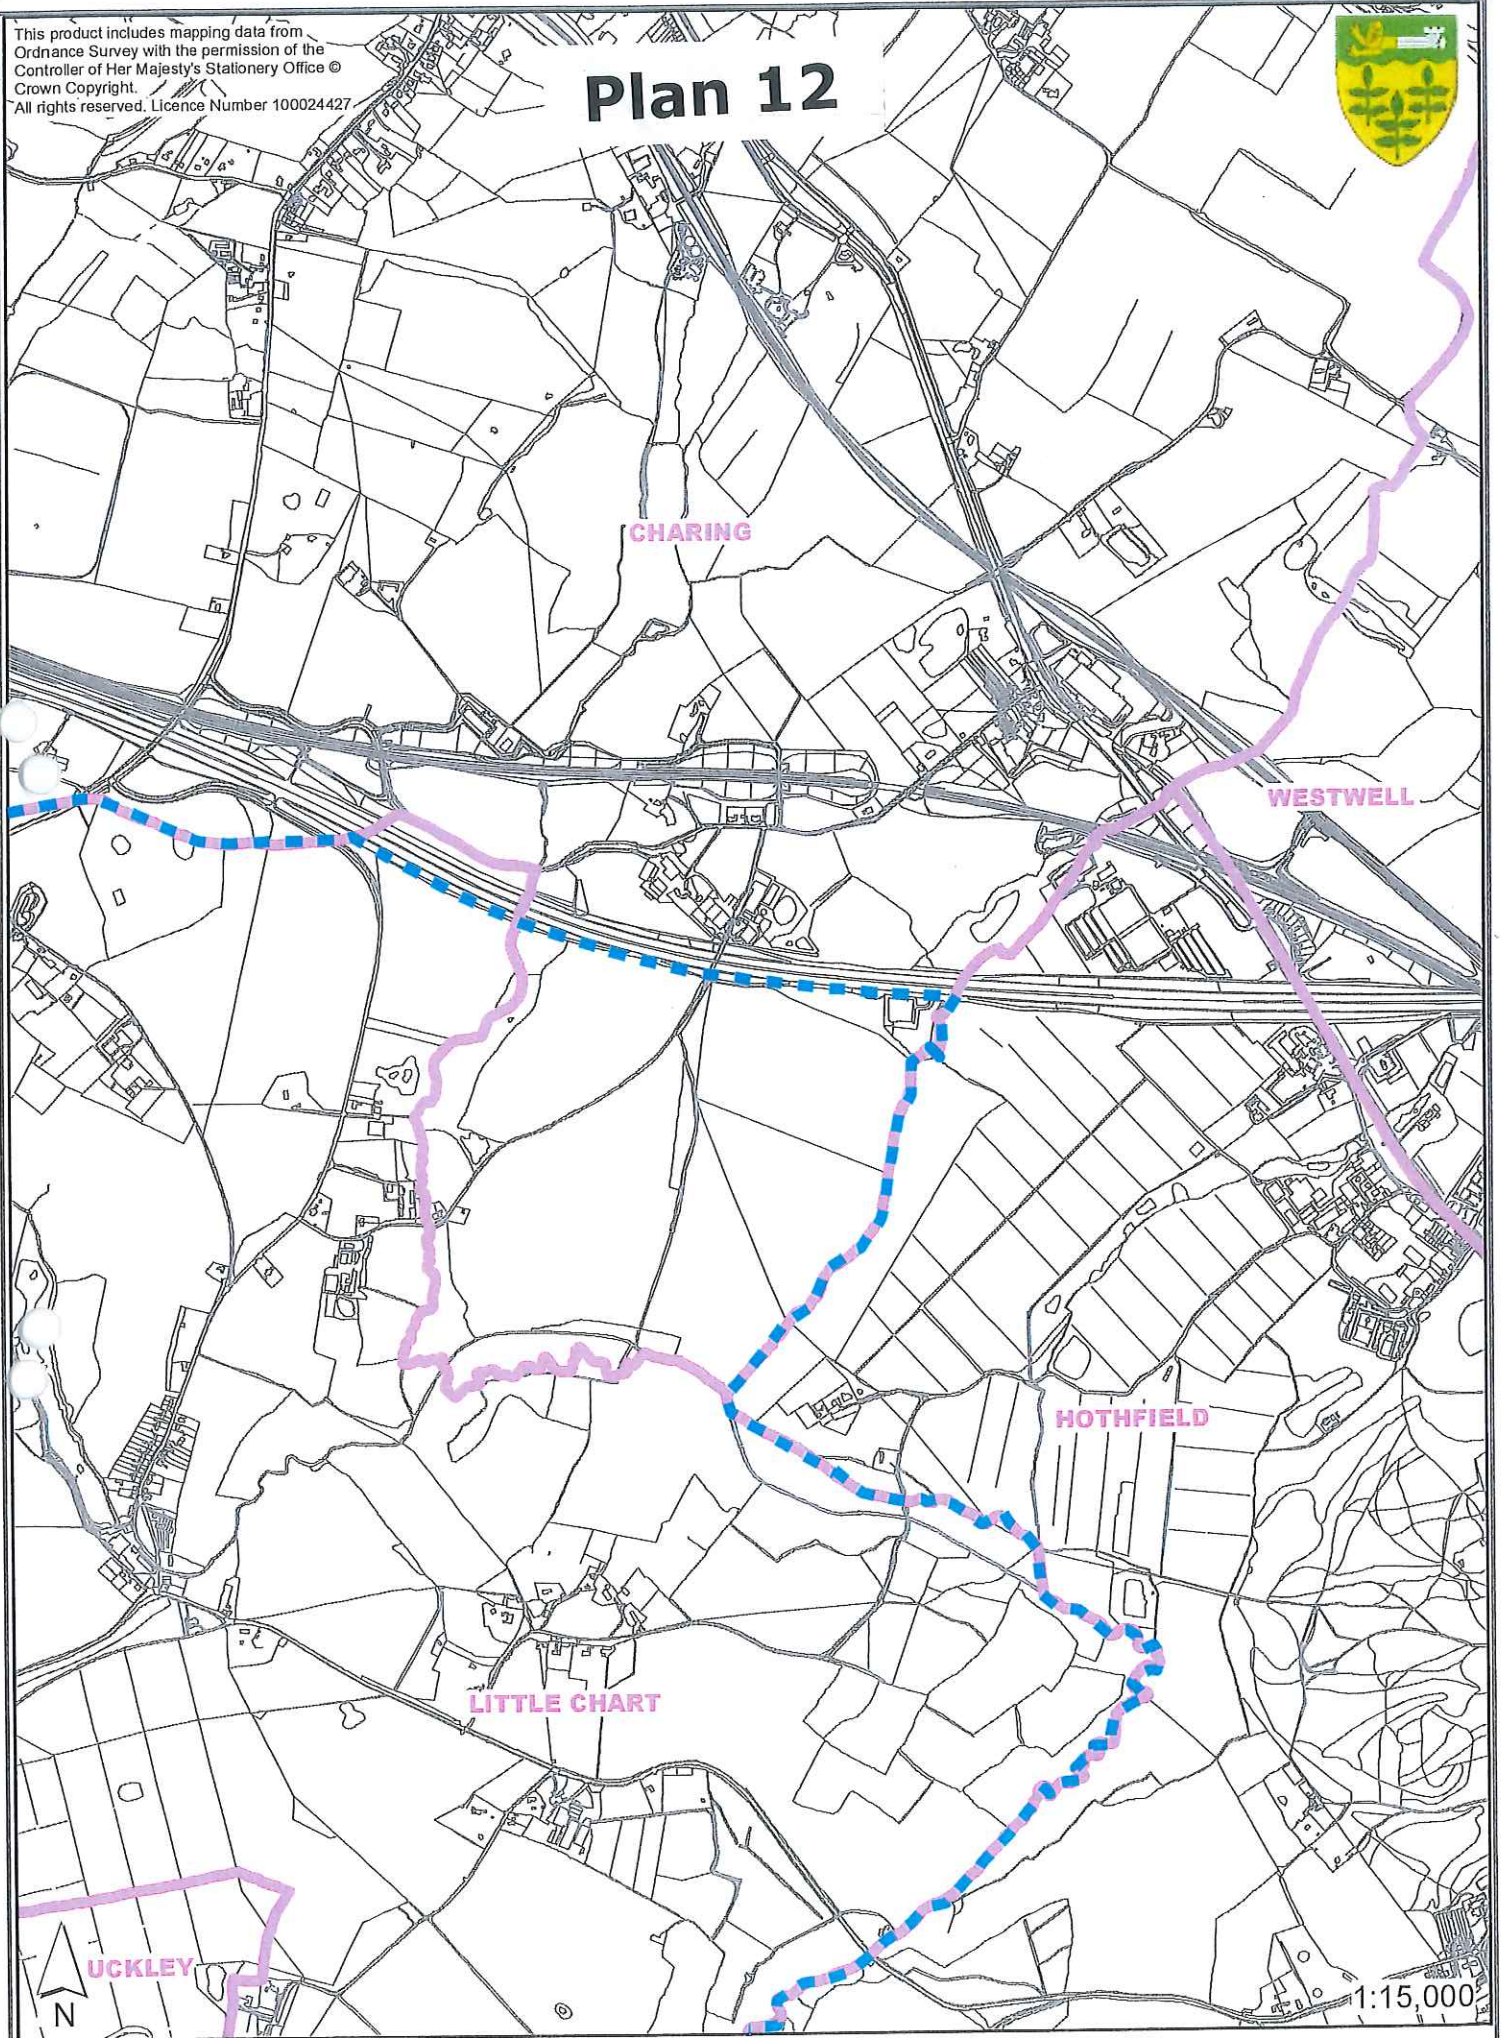 This product includes mapping data from
Ordnance Survey with the permission of the
Controller of Her Majesty's Stationery Office ©
Crown Copyright.
All rights reserved. Licence Number 100024427
Plan 12
CHARING
WESTWELL
HOTHFIELD
LITTLE CHART
UCKLEY
N
1:15,000